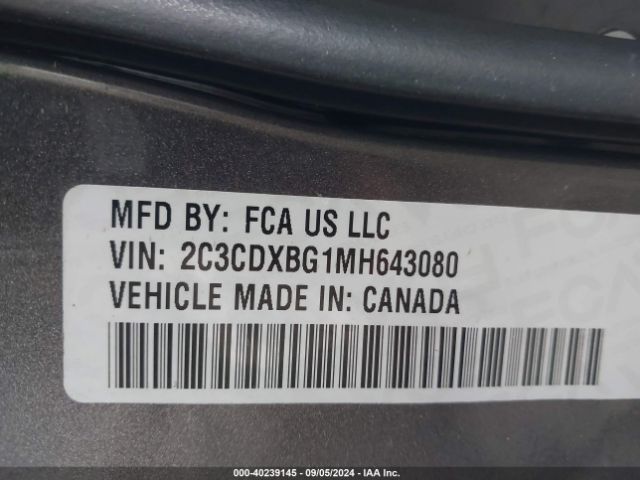 MFD BY: FCA US LLC
VIN: 2C3CDXBG1MH643080
VEHICLE MADE IN: CANADA
000-40239145 - 09/05/2024 - IAA Inc.